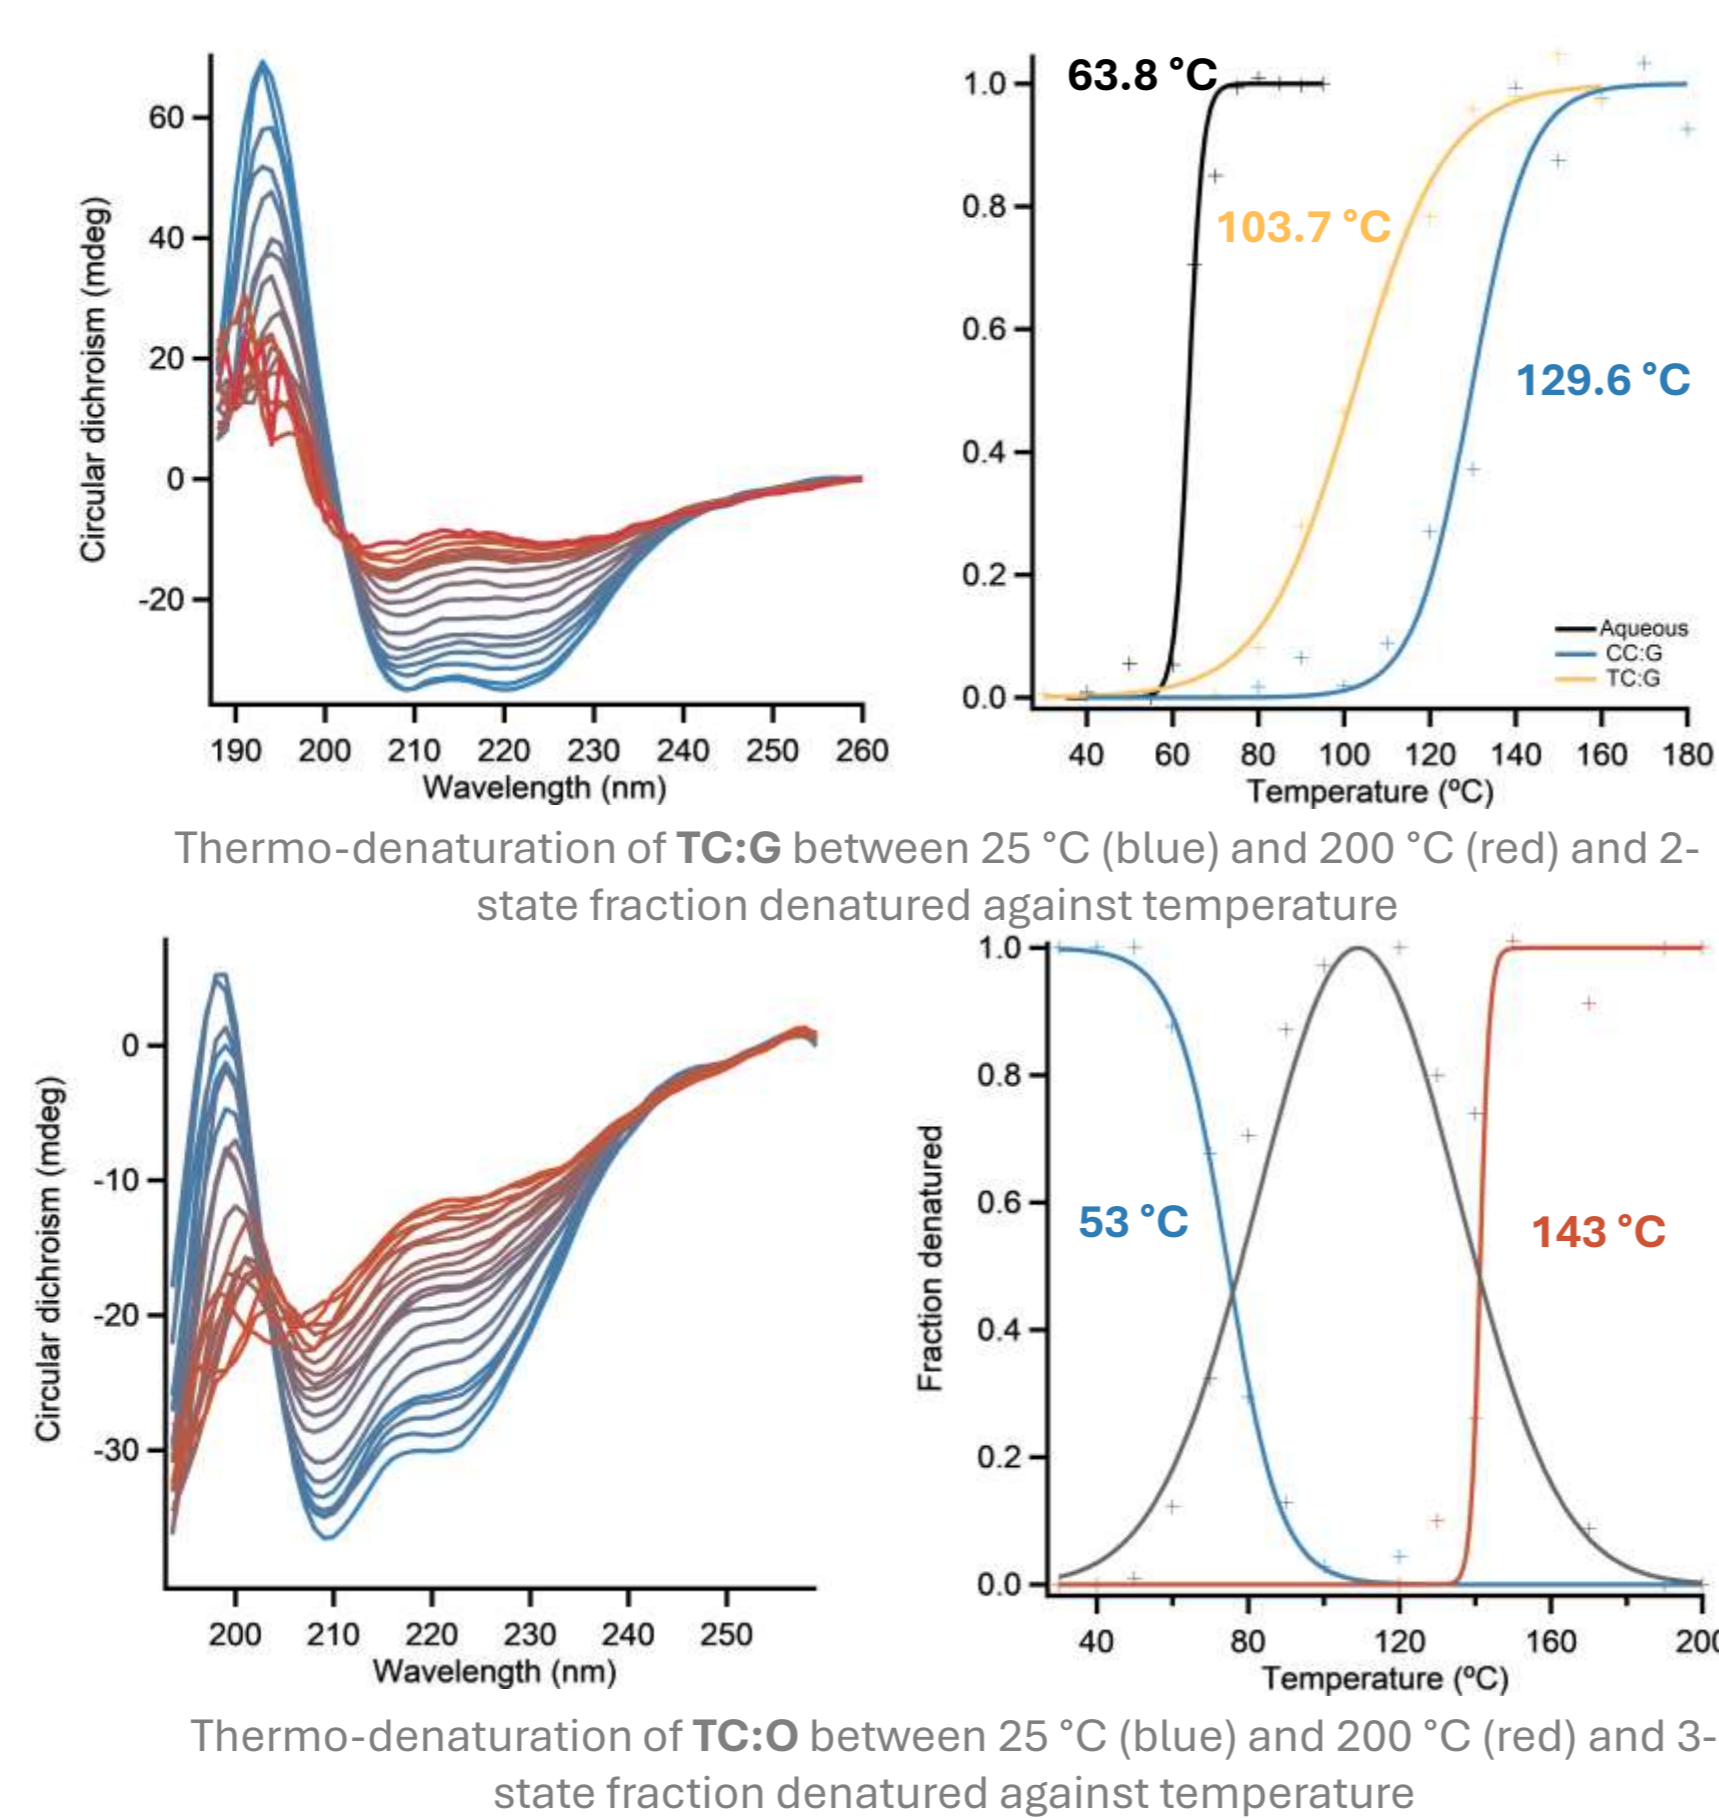 Circular dichroism (mdeg)
60
40
20
0
-20
190 200 210 220 230 240 250 260
Wavelength (nm)
63.8 °C
103.7 °C
129.6 °C
1.0
0.8
0.6
0.4
0.2
0.0
Aqueous
CC:G
TC:G
40 60 80 100 120 140 160 180
Temperature (ºC)
Thermo-denaturation of TC:G between 25 °C (blue) and 200 °C (red) and 2-
state fraction denatured against temperature
Circular dichroism (mdeg)
0
-10
-20
-30
200 210 220 230 240 250
Wavelength (nm)
Fraction denatured
1.0
0.8
0.6
0.4
0.2
0.0
53 °C
143 °C
40 80 120 160 200
Temperature (ºC)
Thermo-denaturation of TC:O between 25 °C (blue) and 200 °C (red) and 3-
state fraction denatured against temperature